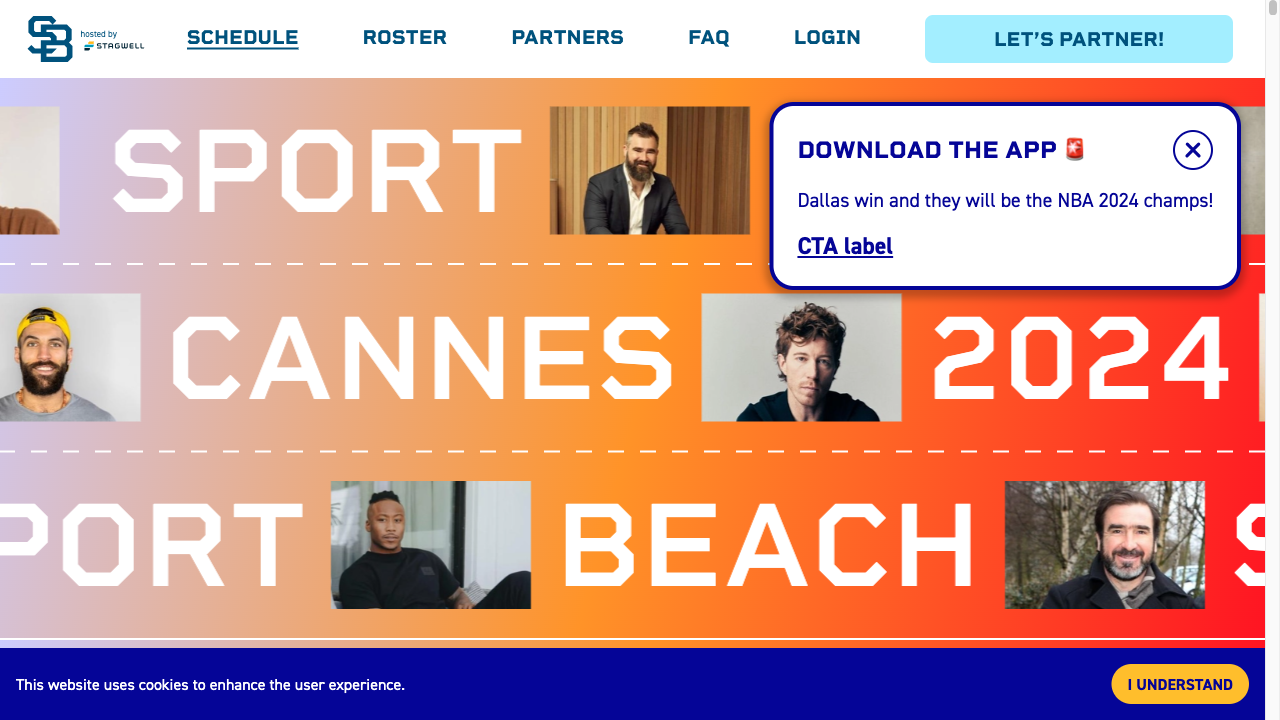 SB hosted by
STAGWELL
SCHEDULE
ROSTER
PARTNERS
FAQ
LOGIN
LET'S PARTNER!
SPORT
DOWNLOAD THE APP 🚨
Dallas win and they will be the NBA 2024 champs!
CTA label
CANNES
2024
PORT
BEACH
S
This website uses cookies to enhance the user experience.
I UNDERSTAND